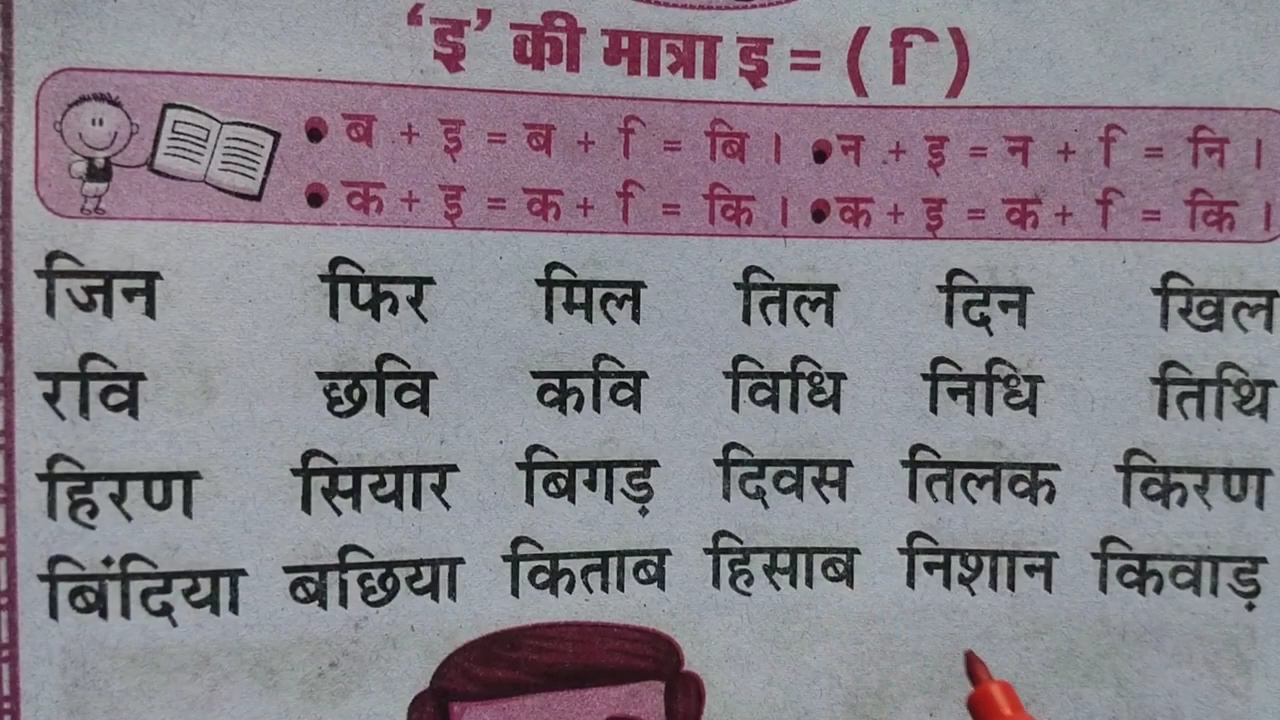 'इ' की मात्रा इ = ( ि )
• ब + इ = ब + ि = बि । • न + इ = न + ि = नि ।
• क + इ = क + ि = कि । • क + इ = क + ि = कि ।
जिन फिर मिल तिल दिन खिल
रवि छवि कवि विधि निधि तिथि
हिरण सियार बिगड़ दिवस तिलक किरण
बिंदिया बछिया किताब हिसाब निशान किवाड़